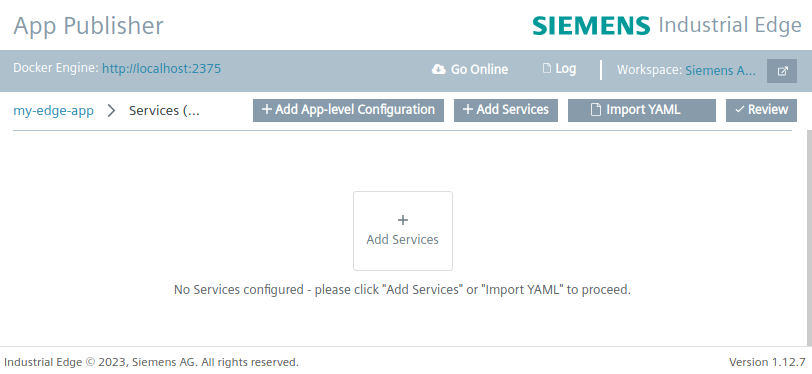 App Publisher
SIEMENS Industrial Edge
Docker Engine: http://localhost:2375
Go Online
Log
Workspace: Siemens A...
my-edge-app > Services (...
+ Add App-level Configuration
+ Add Services
Import YAML
Review
+
Add Services
No Services configured - please click "Add Services" or "Import YAML" to proceed.
Industrial Edge © 2023, Siemens AG. All rights reserved.
Version 1.12.7